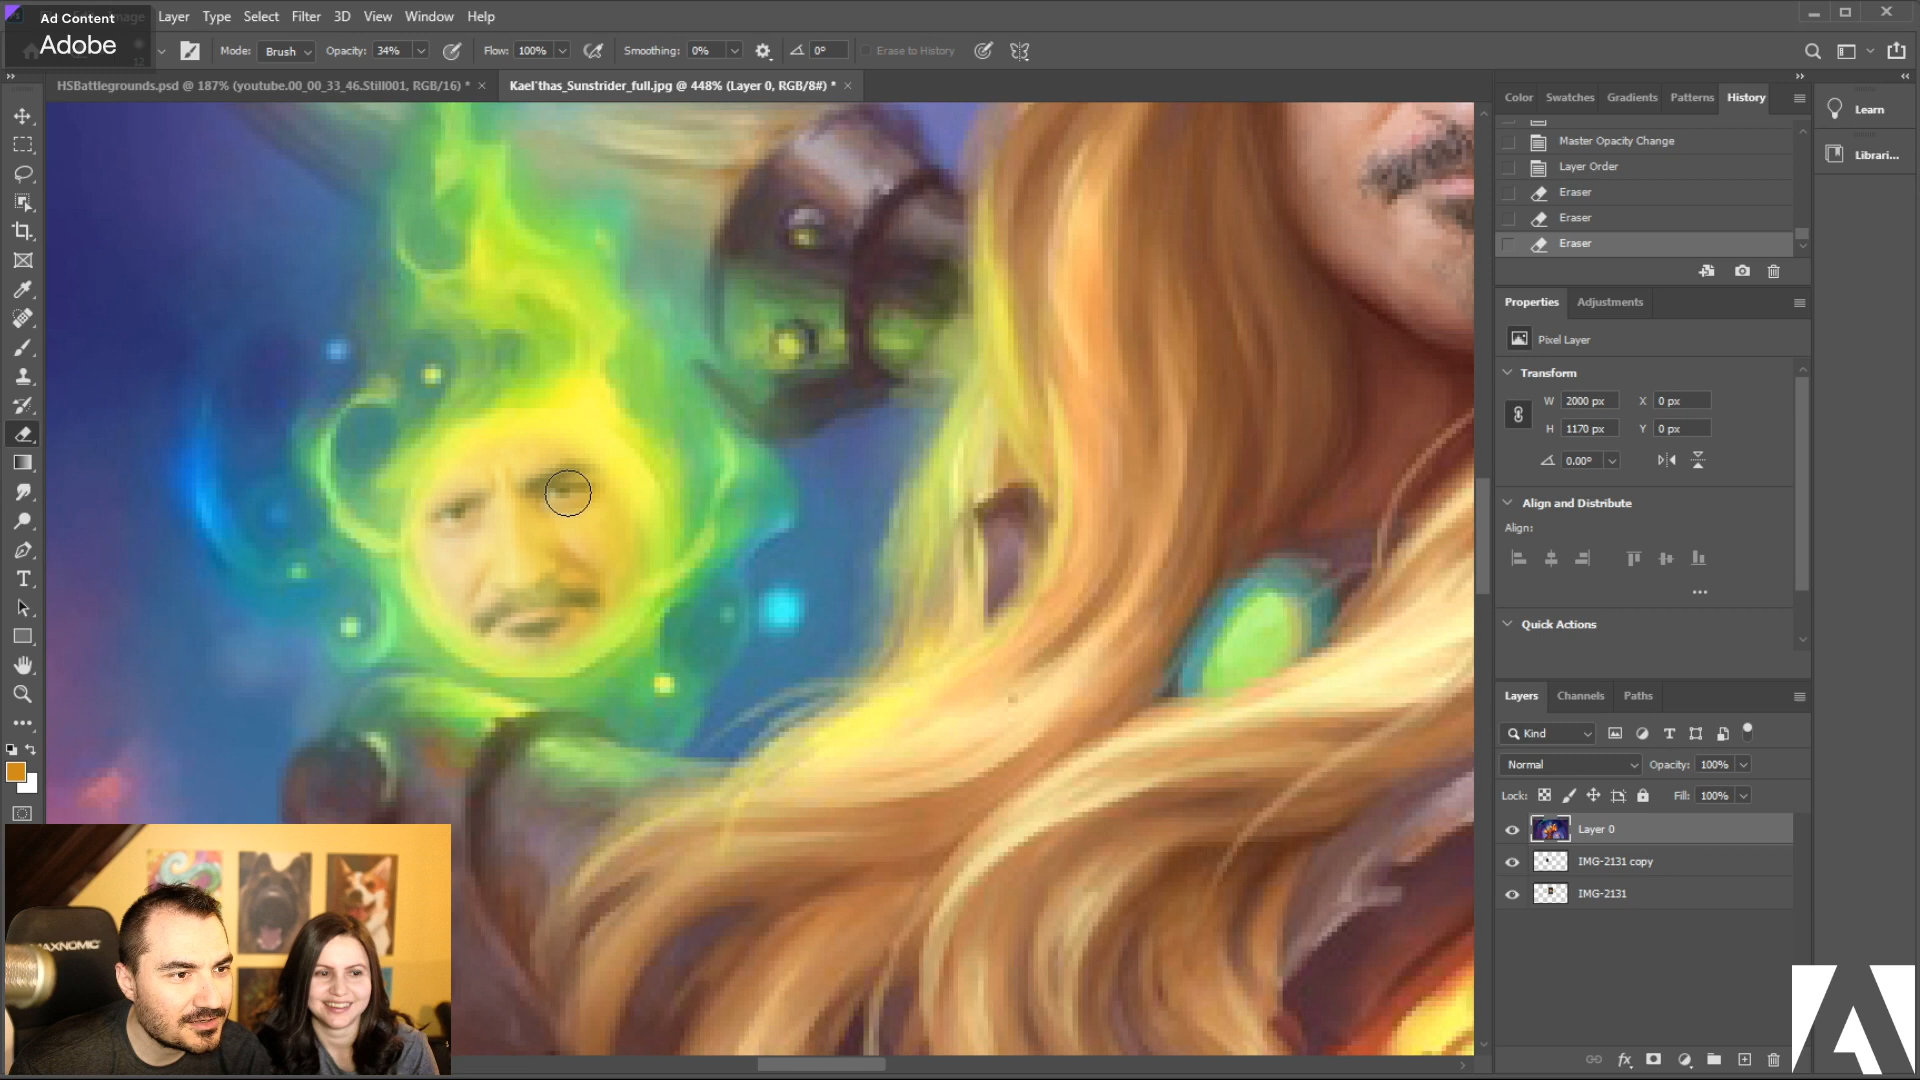 Ad Content
Adobe
Layer Type Select Filter 3D View Window Help
Mode: Brush Opacity: 34% Flow: 100% Smoothing: 0% 0° Erase to History
HSBattlegrounds.psd @ 187% (youtube.00_00_33_46.Still001, RGB/16) * ×
Kael'thas_Sunstrider_full.jpg @ 448% (Layer 0, RGB/8#) * ×
Color Swatches Gradients Patterns History
Master Opacity Change
Layer Order
Eraser
Eraser
Eraser
Learn
Librari...
Properties Adjustments
Pixel Layer
Transform
W 2000 px X 0 px
H 1170 px Y 0 px
0.00°
Align and Distribute
Align:
Quick Actions
Layers Channels Paths
Kind
Normal Opacity: 100%
Lock: Fill: 100%
Layer 0
IMG-2131 copy
IMG-2131
MAXNOMIC